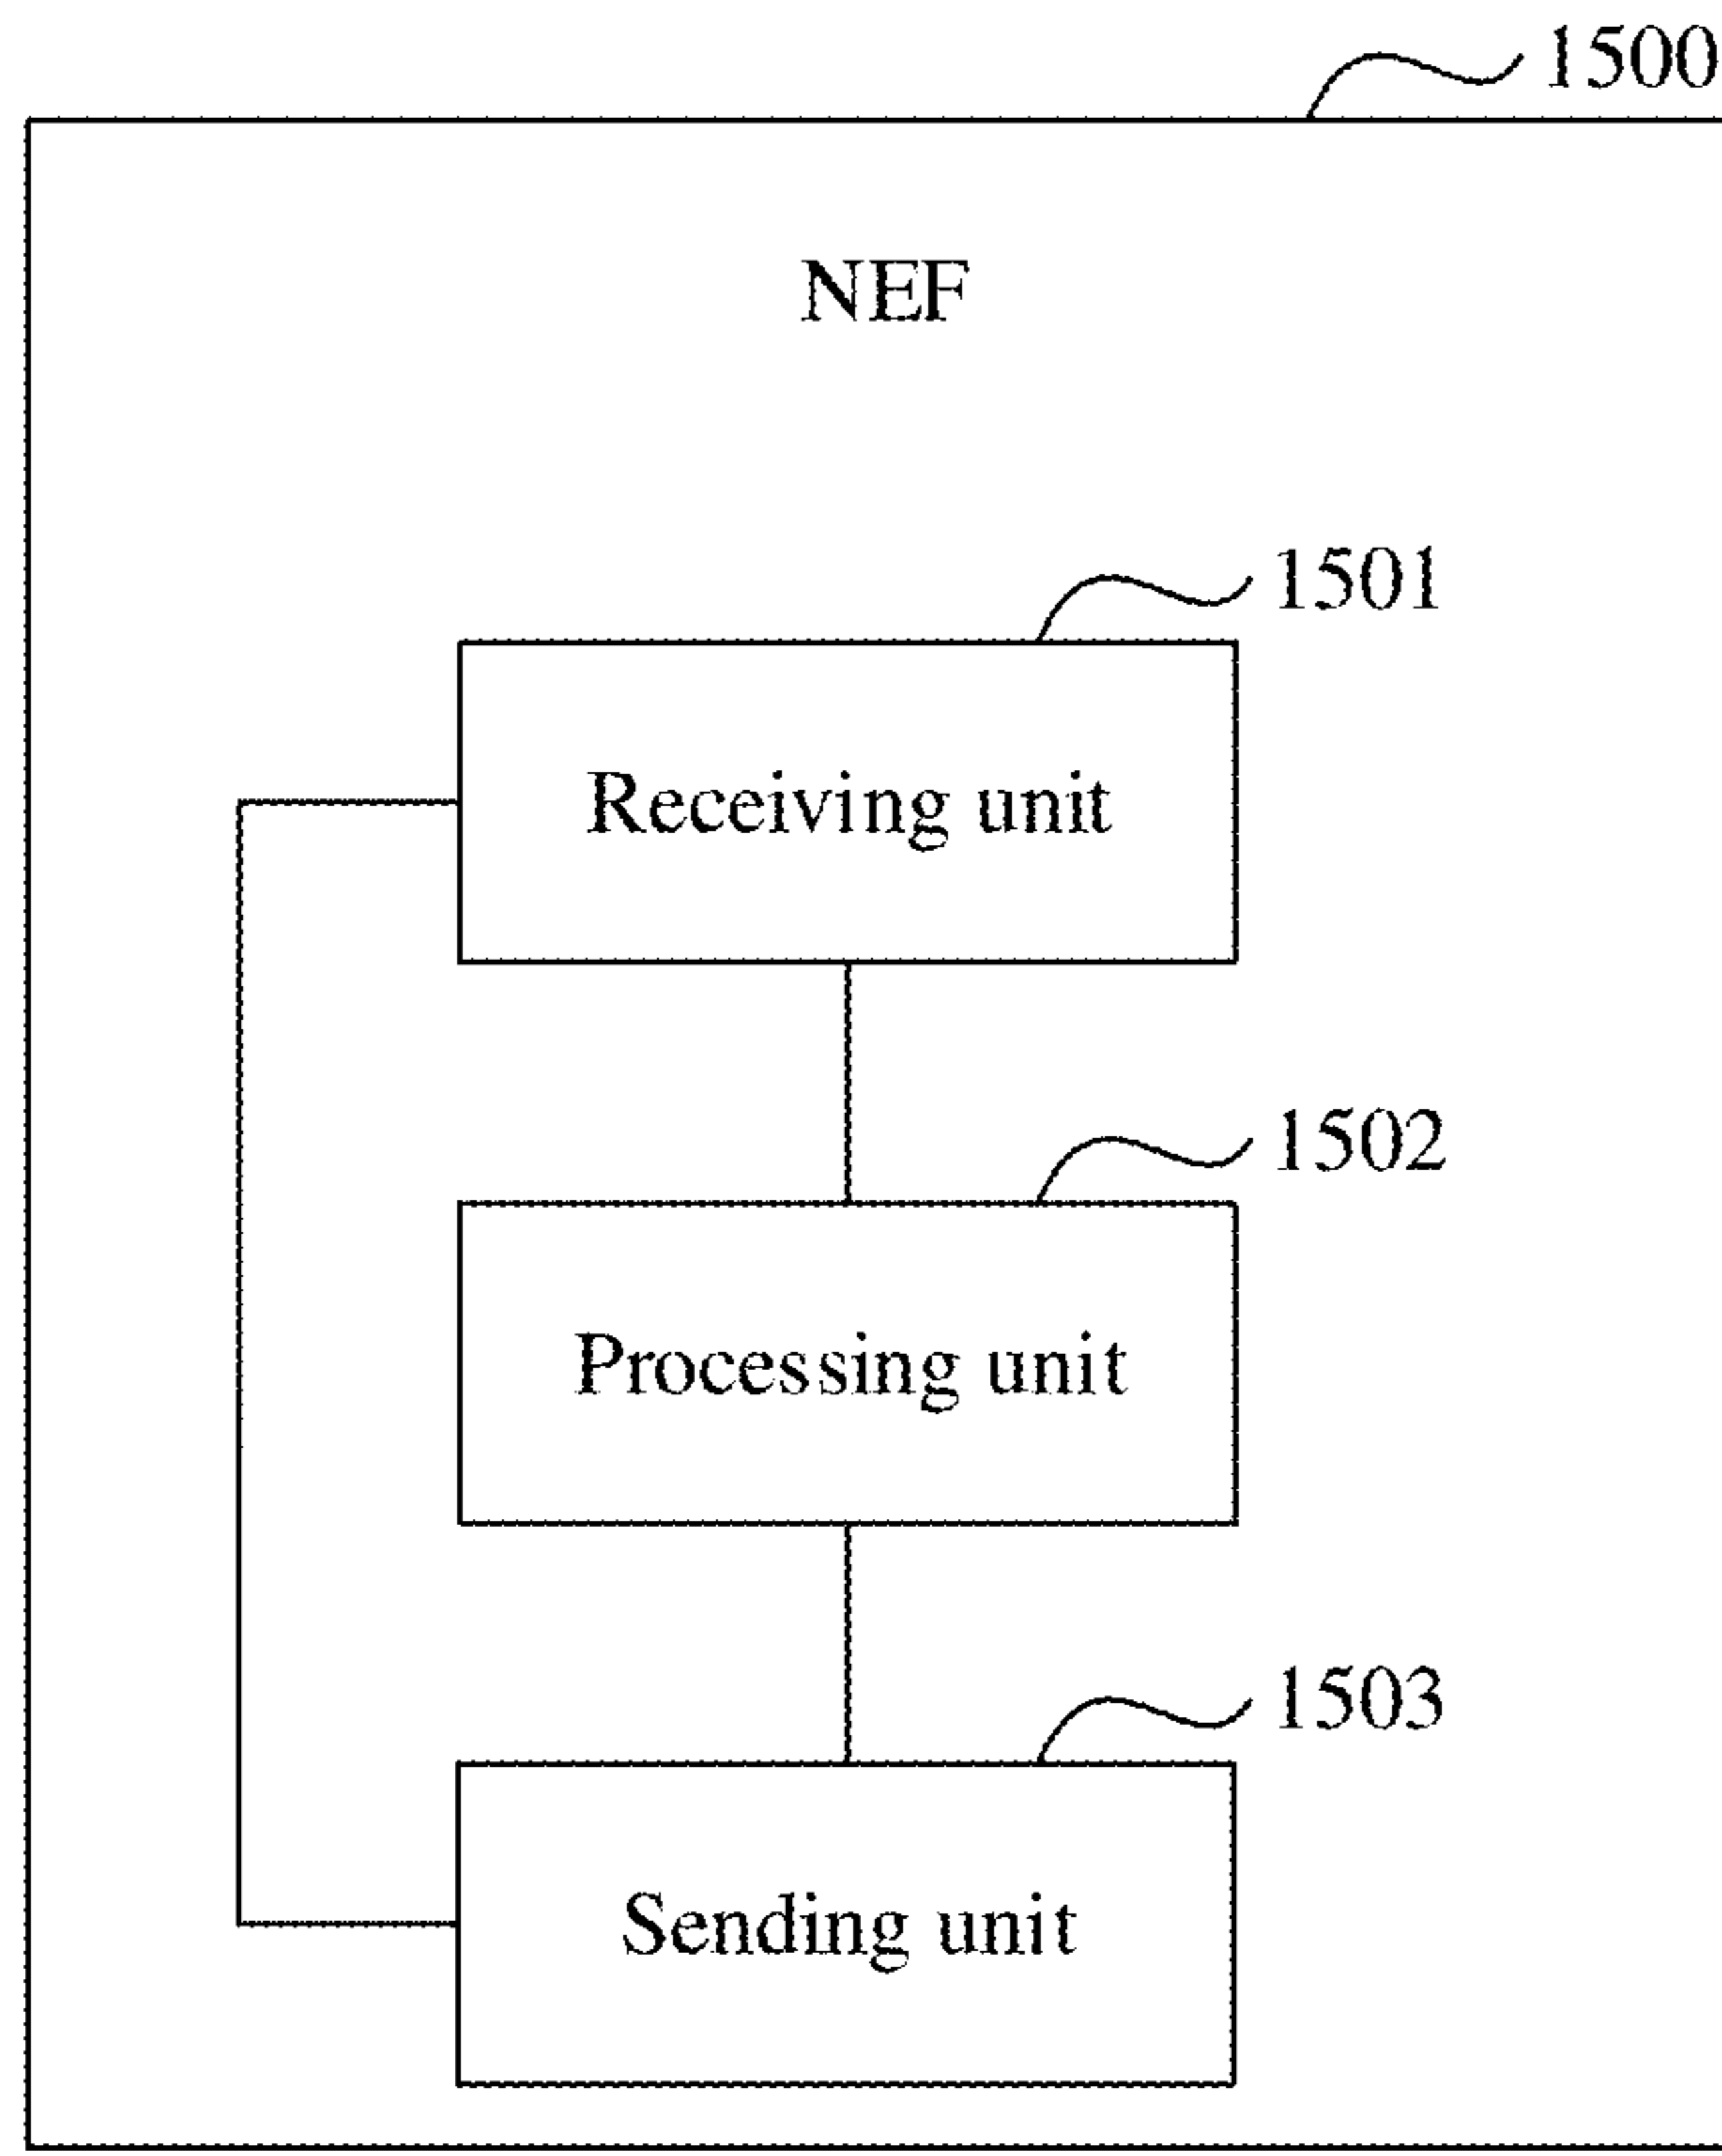 1500
NEF
1501
Receiving unit
1502
Processing unit
1503
Sending unit